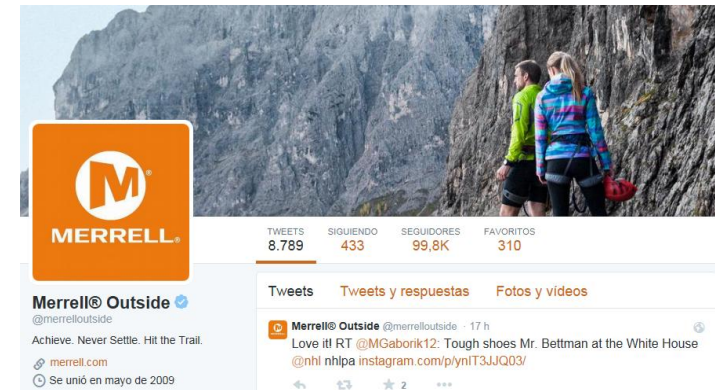 M
MERRELL®
TWEETS SIGUIENDO SEGUIDORES FAVORITOS
8.789 433 99,8K 310
Merrell® Outside
@merrelloutside
Achieve. Never Settle. Hit the Trail.
merrell.com
Se unió en mayo de 2009
Tweets Tweets y respuestas Fotos y vídeos
M MERRELL
Merrell® Outside @merrelloutside · 17 h
Love it! RT @MGaborik12: Tough shoes Mr. Bettman at the White House
@nhl nhlpa instagram.com/p/ynIT3JJQ03/
2